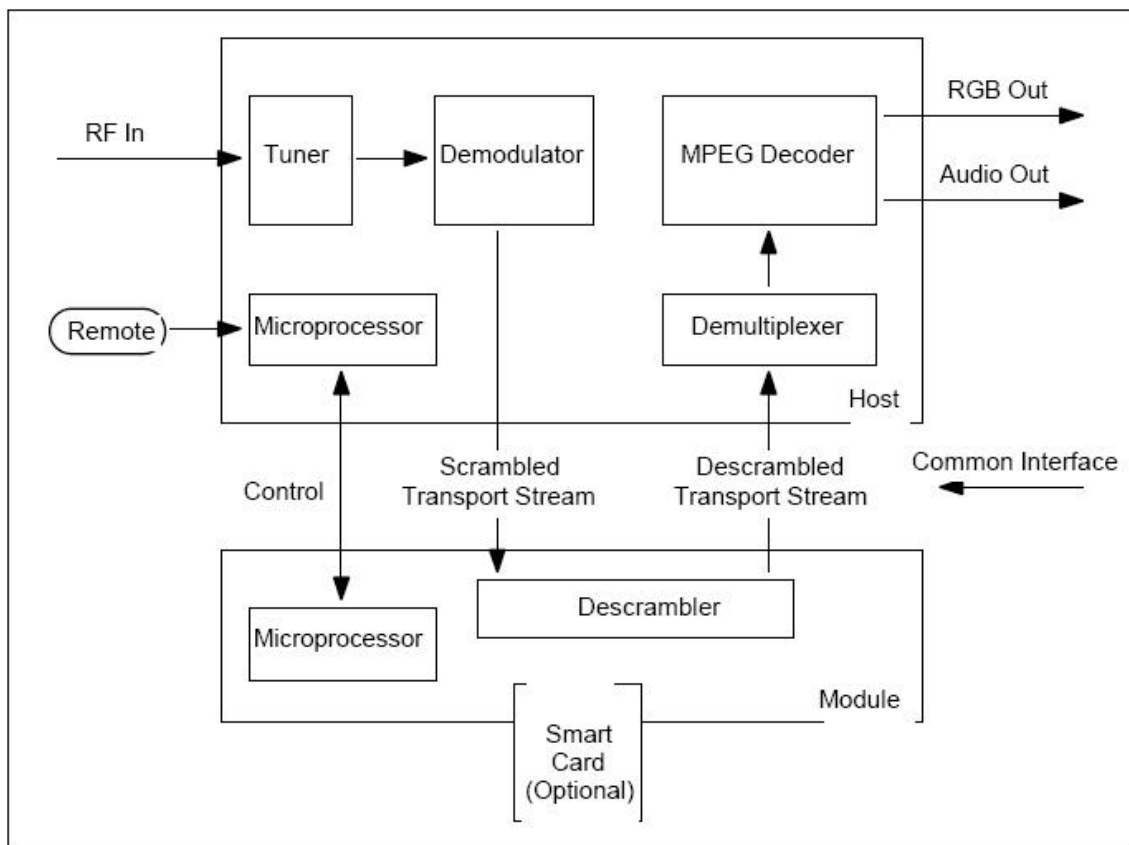 RGB Out
RF In
Tuner
Demodulator
MPEG Decoder
Audio Out
Remote
Microprocessor
Demultiplexer
Host
Control
Scrambled
Transport Stream
Descrambled
Transport Stream
Common Interface
Descrambler
Microprocessor
Module
Smart
Card
(Optional)